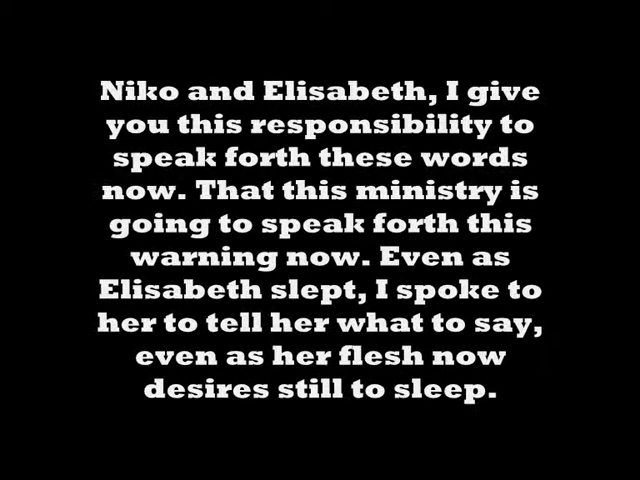 Niko and Elisabeth, I give
you this responsibility to
speak forth these words
now. That this ministry is
going to speak forth this
warning now. Even as
Elisabeth slept, I spoke to
her to tell her what to say,
even as her flesh now
desires still to sleep.